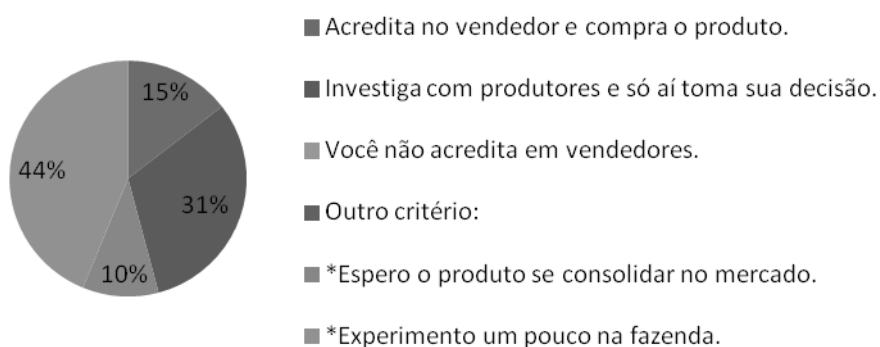 Acredita no vendedor e compra o produto.
15%
Investiga com produtores e só aí toma sua decisão.
Você não acredita em vendedores.
44%
31%
Outro critério:
10%
*Espero o produto se consolidar no mercado.
*Experimento um pouco na fazenda.